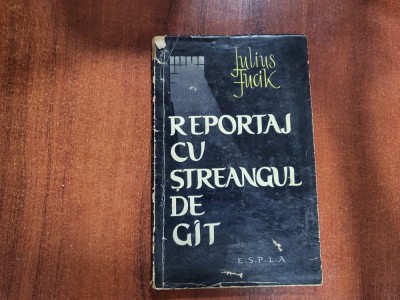 Julius
Fucik
REPORTAJ
CU
ŞTREANGUL
DE
GÎT
E.S.P.L.A